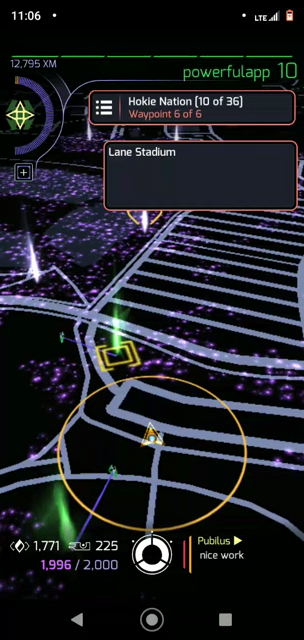 11:06
LTE
12,795 XM
powerfulapp 10
Hokie Nation [10 of 36]
Waypoint 6 of 6
Lane Stadium
1,771 225
1,996 / 2,000
Pubilus
nice work